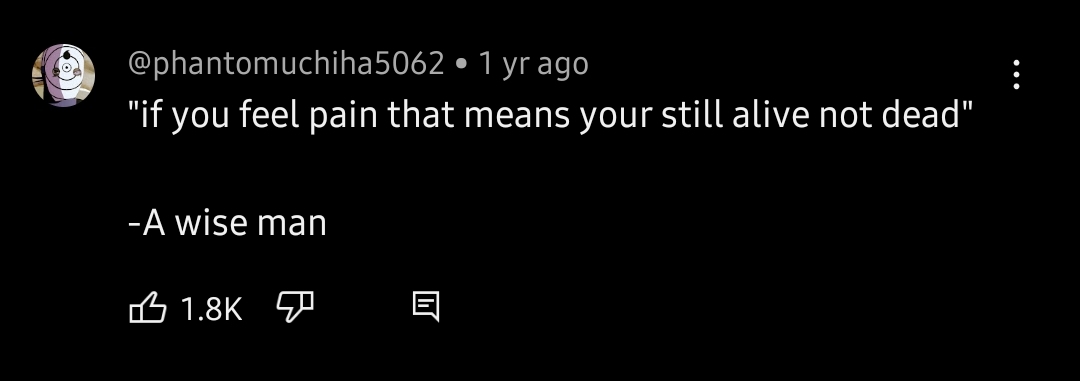 @phantomuchiha5062 • 1 yr ago
"if you feel pain that means your still alive not dead"
-A wise man
1.8K